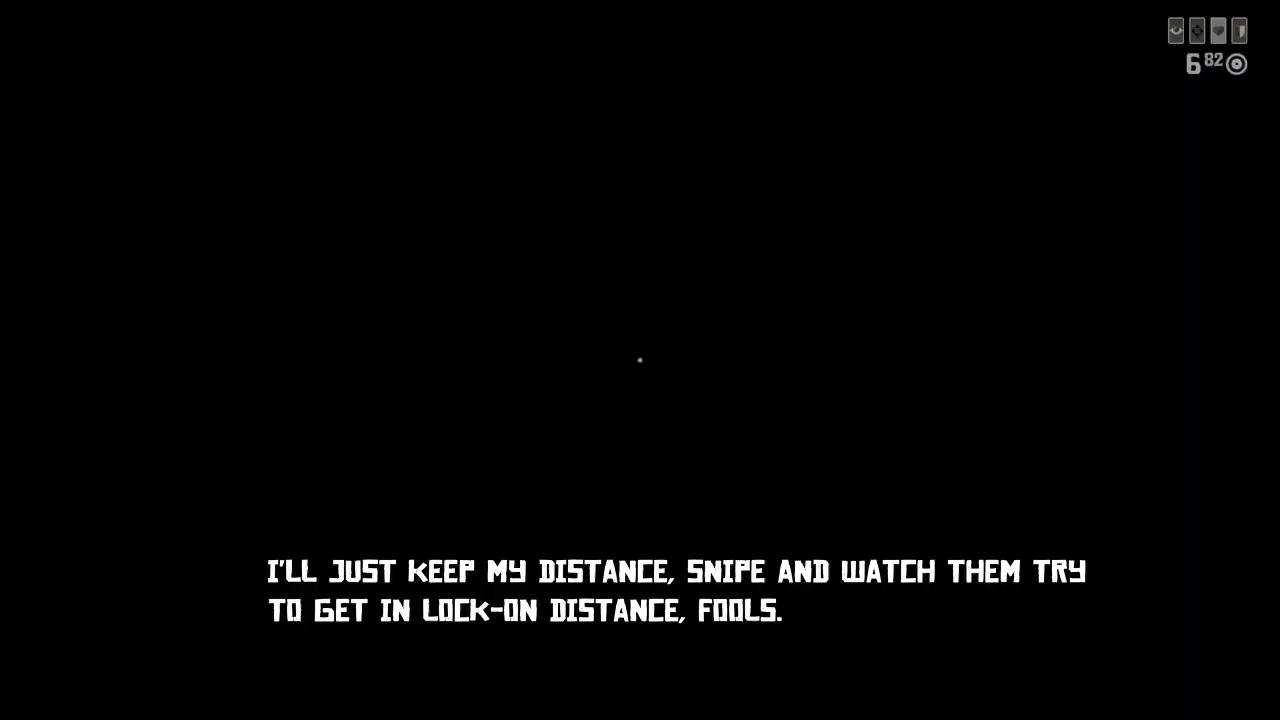 6 82
I'LL JUST KEEP MY DISTANCE, SNIPE AND WATCH THEM TRY
TO GET IN LOCK-ON DISTANCE, FOOLS.